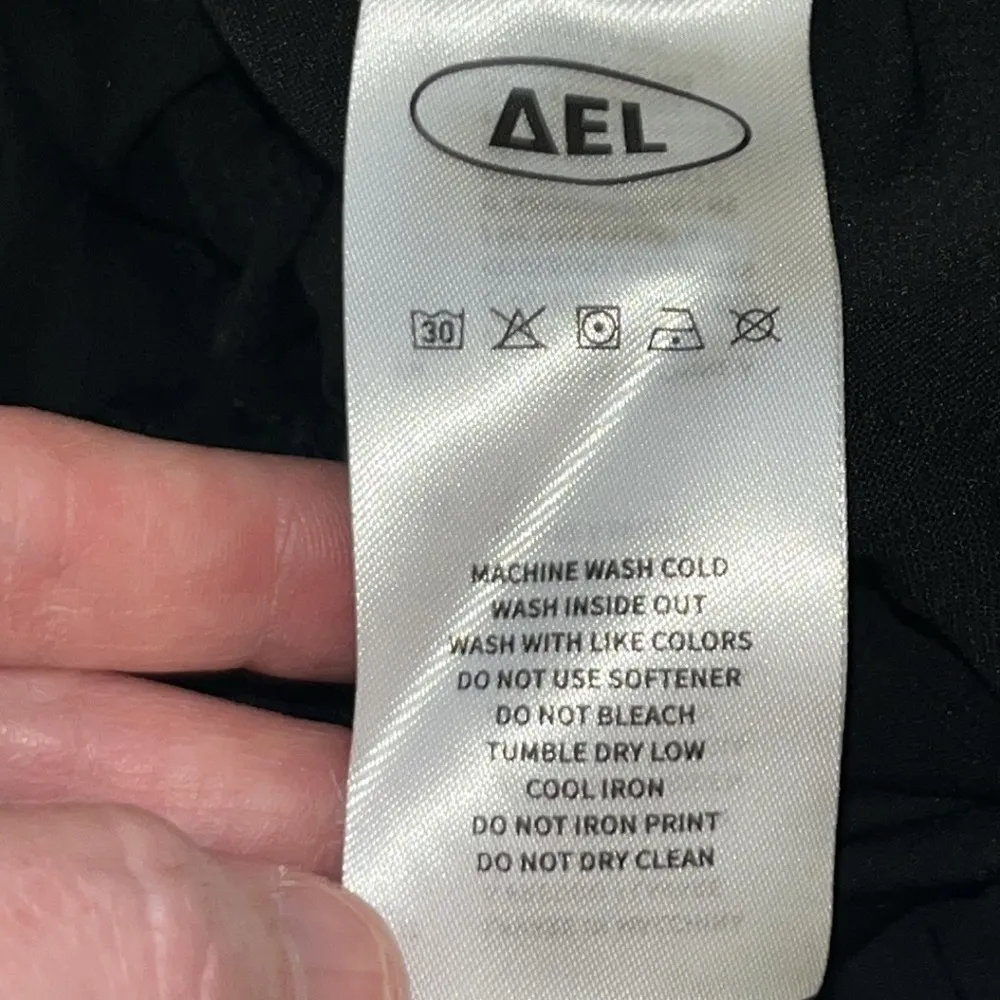 ΔEL
30
MACHINE WASH COLD
WASH INSIDE OUT
WASH WITH LIKE COLORS
DO NOT USE SOFTENER
DO NOT BLEACH
TUMBLE DRY LOW
COOL IRON
DO NOT IRON PRINT
DO NOT DRY CLEAN